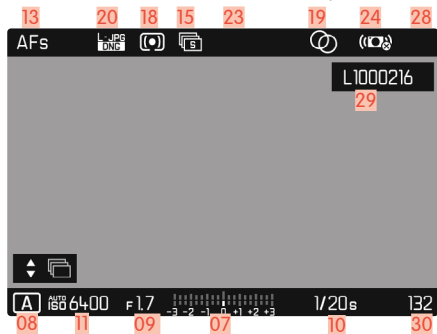 13 20 18 15 23 19 24 28
AFs L-JPG DNG S
L1000216
29
A AUTO ISO 6400 F 1.7 -3 -2 -1 0 +1 +2 +3 1/20s 132
08 11 09 07 10 30